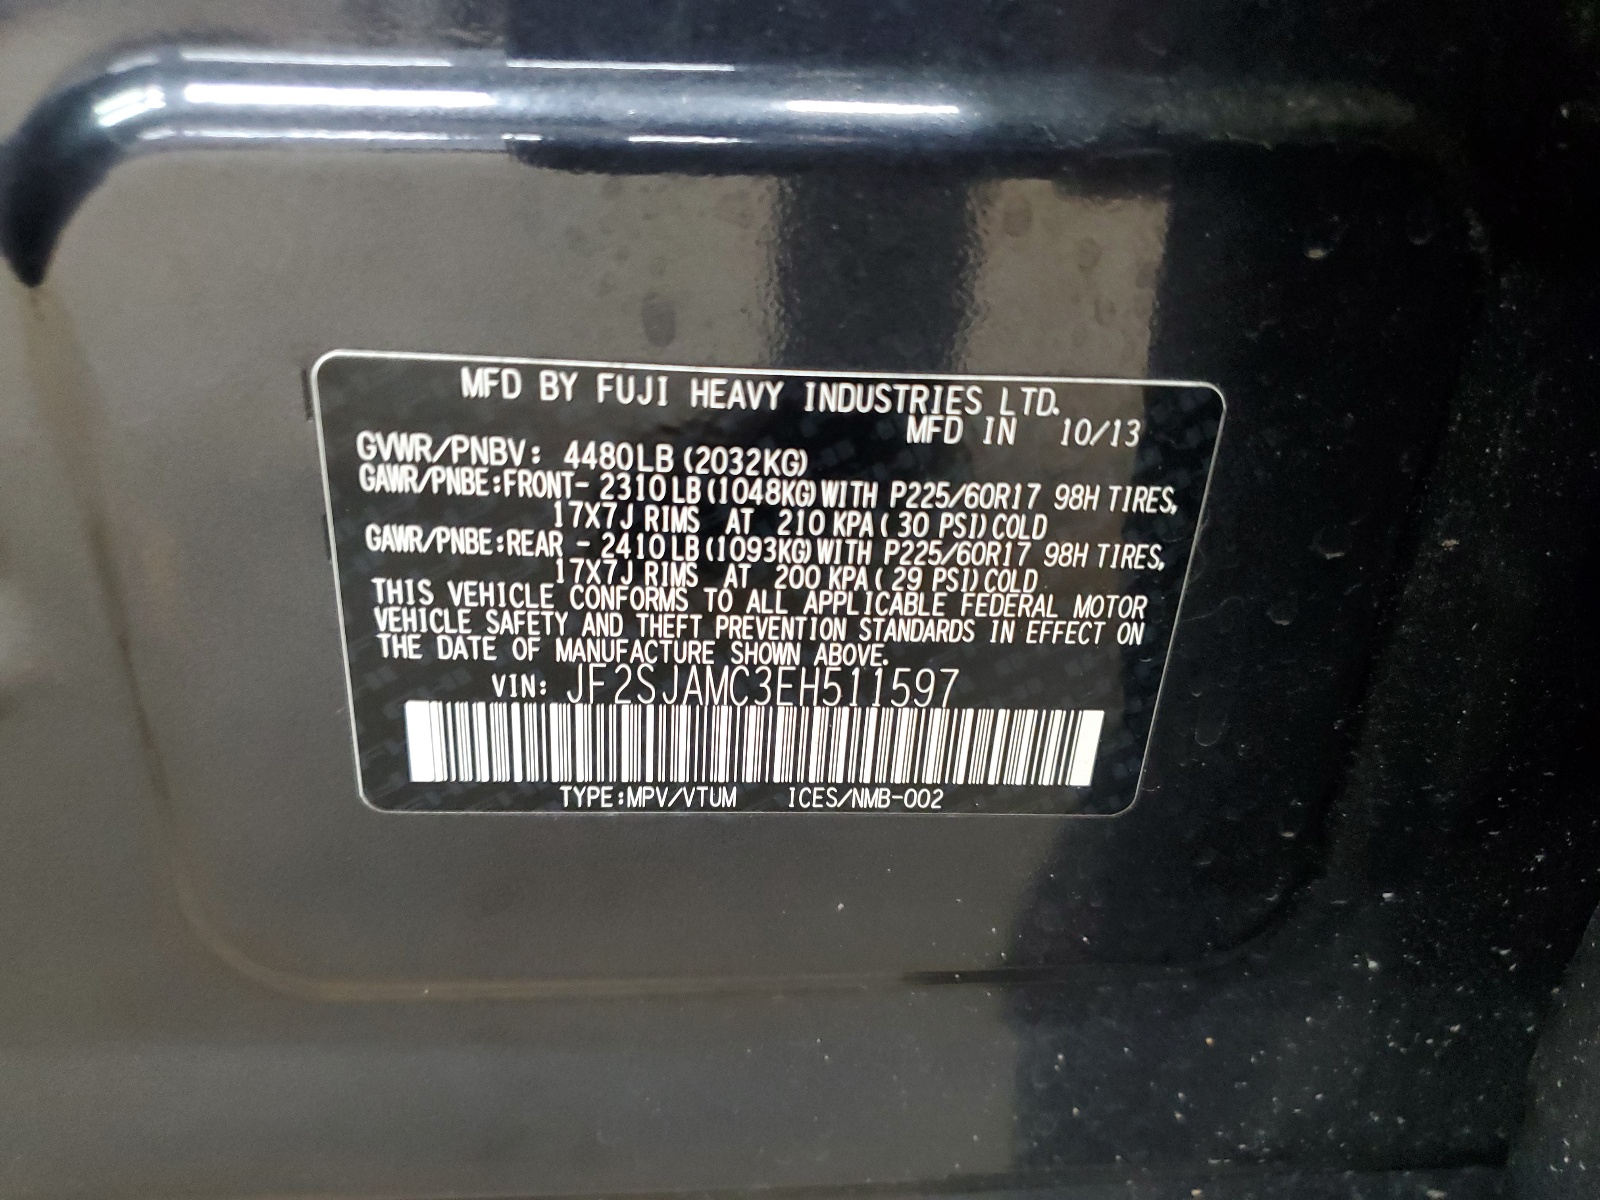 MFD BY FUJI HEAVY INDUSTRIES LTD.
MFD IN 10/13
GVWR/PNBV: 4480LB (2032KG)
GAWR/PNBE:FRONT- 2310LB(1048KG)WITH P225/60R17 98H TIRES,
17X7J RIMS AT 210 KPA( 30 PSI)COLD
GAWR/PNBE:REAR - 2410LB(1093KG)WITH P225/60R17 98H TIRES,
17X7J RIMS AT 200 KPA( 29 PSI)COLD
THIS VEHICLE CONFORMS TO ALL APPLICABLE FEDERAL MOTOR
VEHICLE SAFETY AND THEFT PREVENTION STANDARDS IN EFFECT ON
THE DATE OF MANUFACTURE SHOWN ABOVE.
VIN: JF2SJAMC3EH511597
TYPE:MPV/VTUM ICES/NMB-002